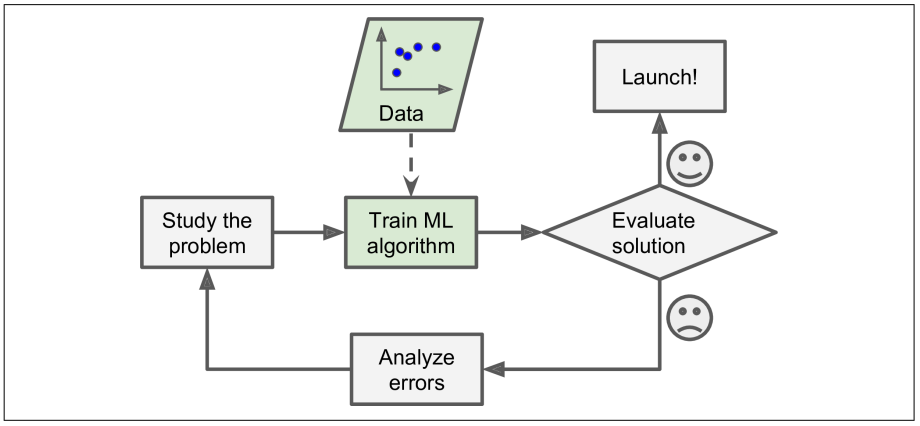 Data
Launch!
Study the
problem
Train ML
algorithm
Evaluate
solution
Analyze
errors